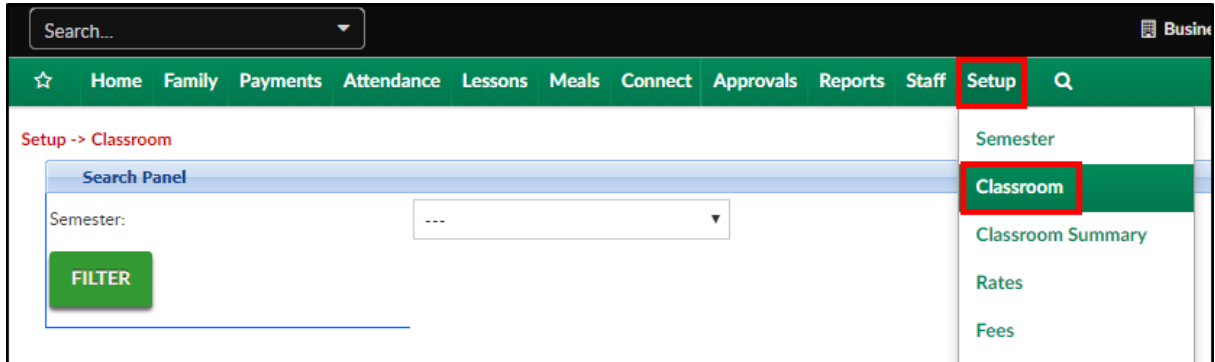 Search...
Busine
Home Family Payments Attendance Lessons Meals Connect Approvals Reports Staff Setup
Setup -> Classroom
Semester
Search Panel
Classroom
Semester:
---
Classroom Summary
FILTER
Rates
Fees